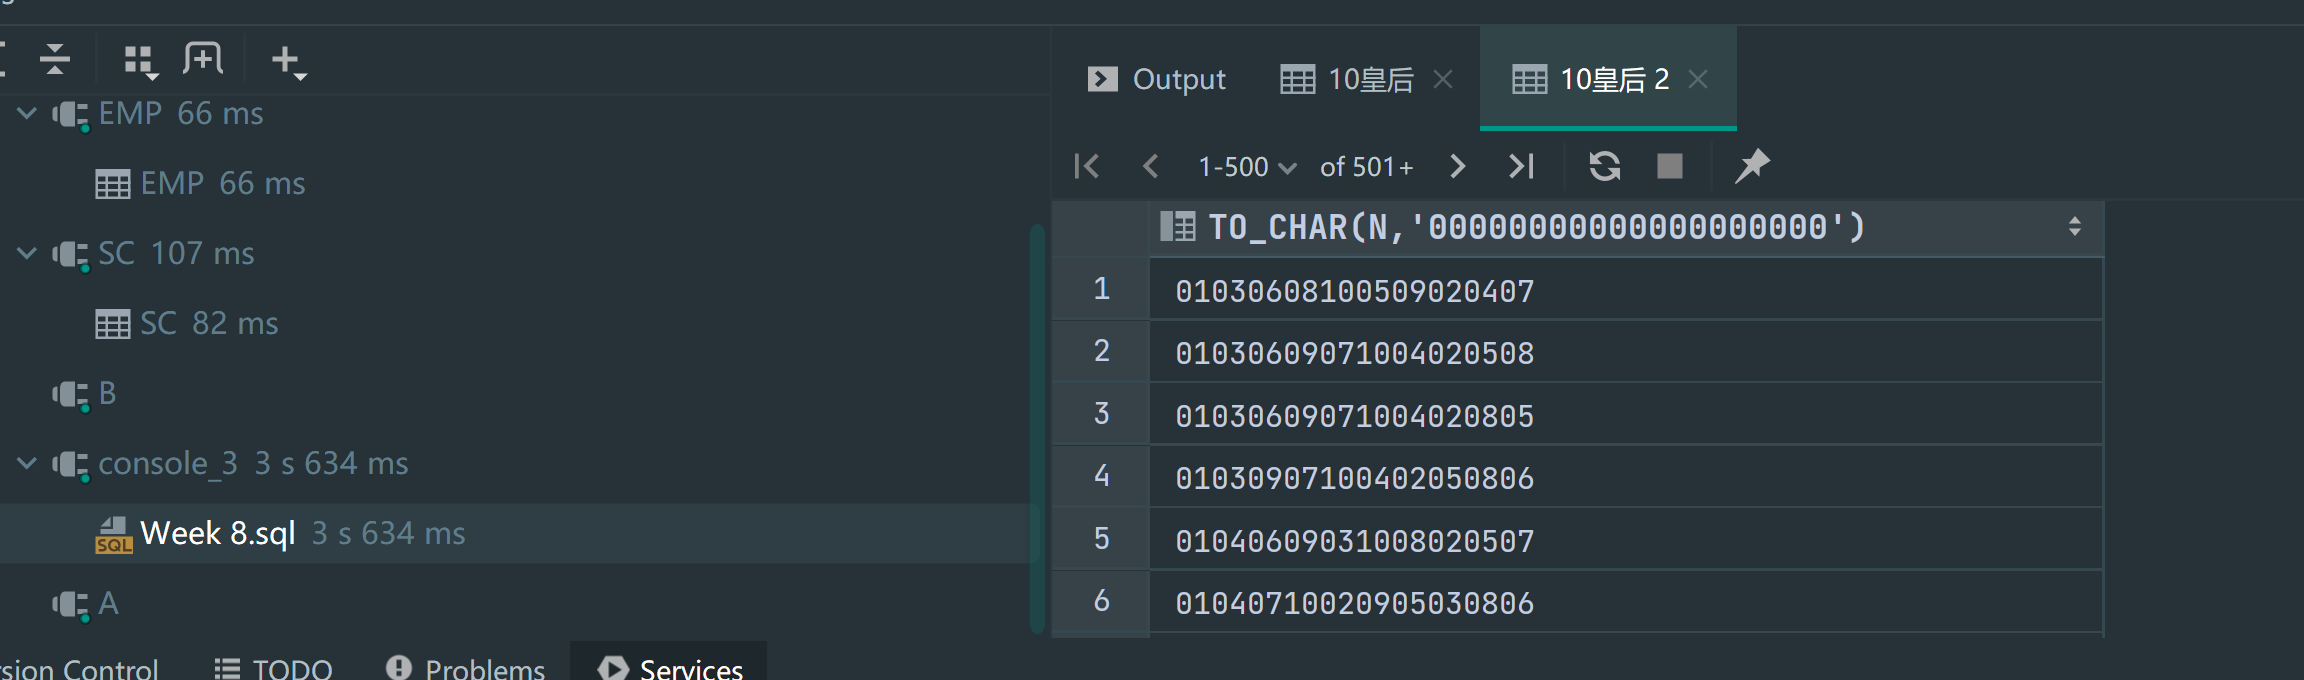 EMP 66 ms
EMP 66 ms
SC 107 ms
SC 82 ms
B
console_3 3 s 634 ms
SQL Week 8.sql 3 s 634 ms
A
Output 10皇后 10皇后 2
1-500 of 501+
TO_CHAR(N,'00000000000000000000')
1 01030608100509020407
2 01030609071004020508
3 01030609071004020805
4 01030907100402050806
5 01040609031008020507
6 01040710020905030806
rsion Control TODO Problems Services